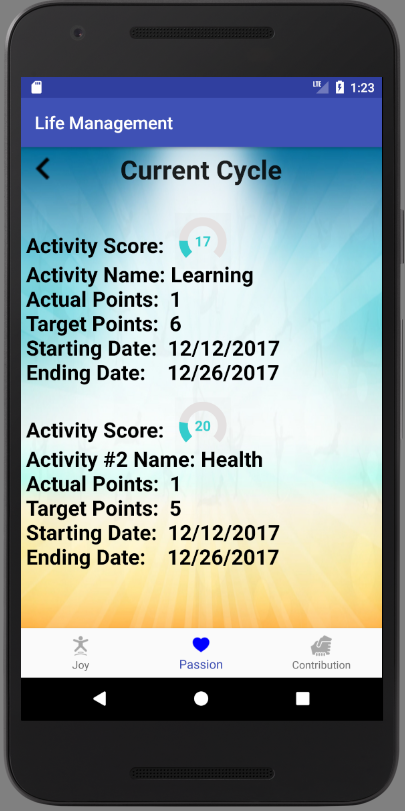 LTE 1:23
Life Management
Current Cycle
Activity Score: 17
Activity Name: Learning
Actual Points: 1
Target Points: 6
Starting Date: 12/12/2017
Ending Date: 12/26/2017
Activity Score: 20
Activity #2 Name: Health
Actual Points: 1
Target Points: 5
Starting Date: 12/12/2017
Ending Date: 12/26/2017
Joy Passion Contribution